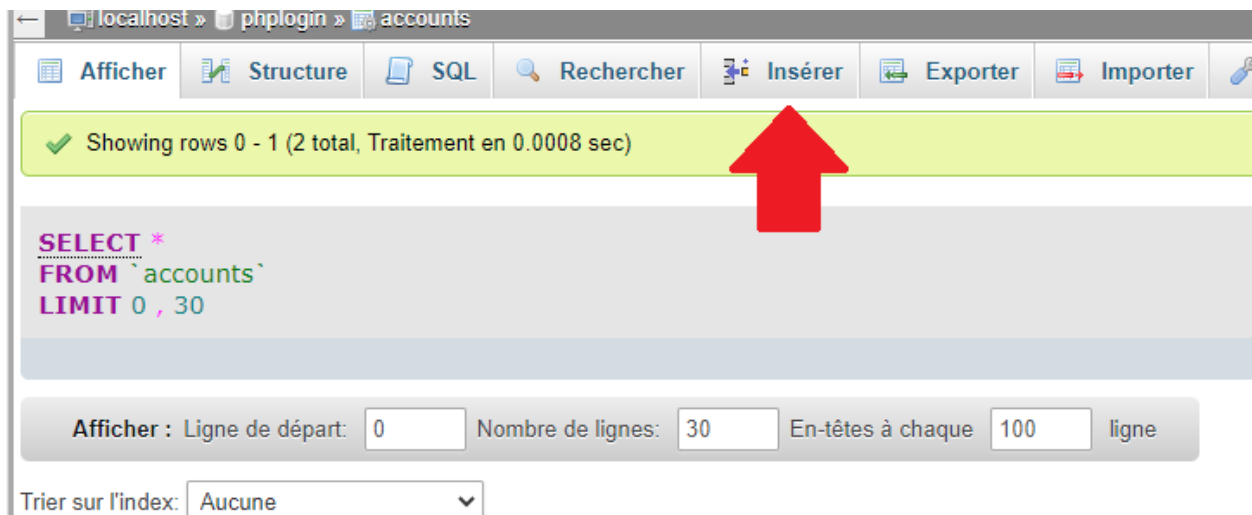 localhost » phplogin » accounts
Afficher Structure SQL Rechercher Insérer Exporter Importer
Showing rows 0 - 1 (2 total, Traitement en 0.0008 sec)
SELECT *
FROM `accounts`
LIMIT 0 , 30
Afficher : Ligne de départ: 0 Nombre de lignes: 30 En-têtes à chaque 100 ligne
Trier sur l'index: Aucune